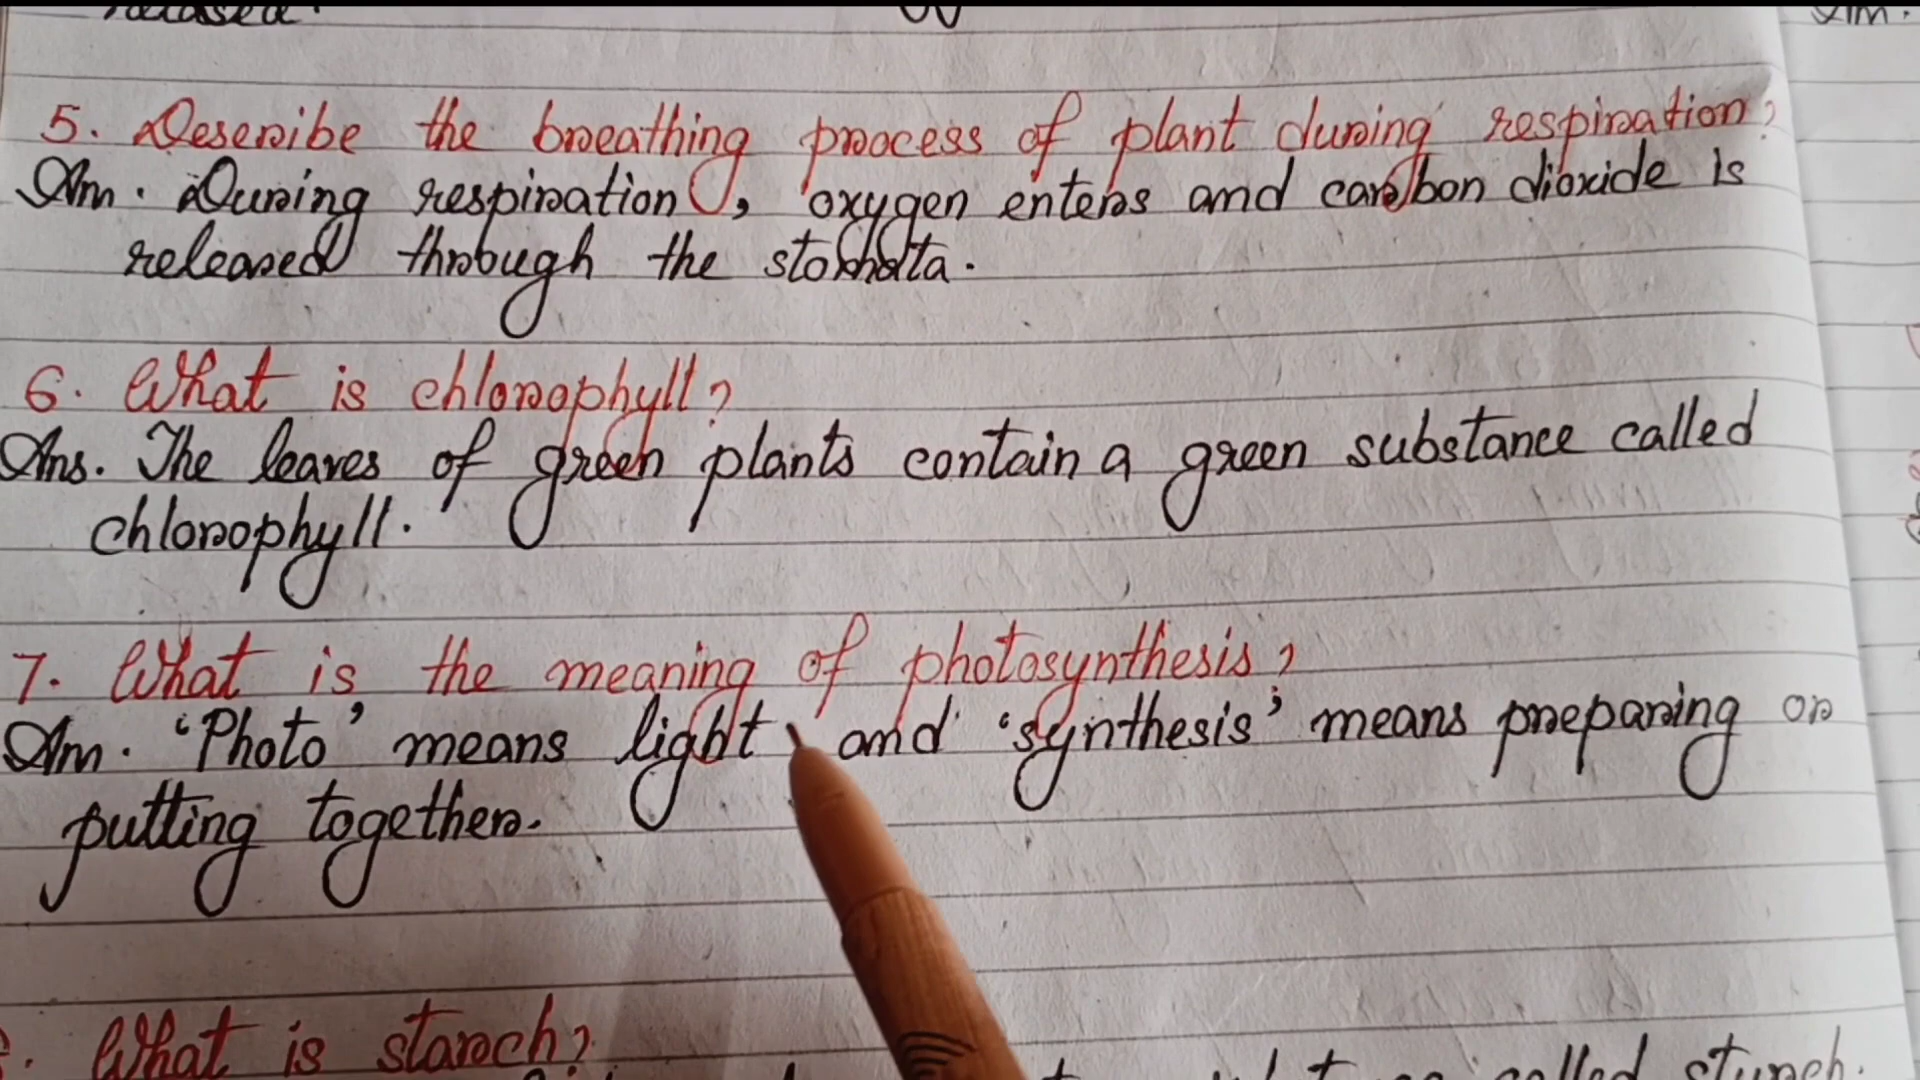 released.
5. Describe the breathing process of plant during respiration?
Ans. During respiration, oxygen enters and carbon dioxide is
released through the stomata.
6. What is chlorophyll?
Ans. The leaves of green plants contain a green substance called
chlorophyll.
7. What is the meaning of photosynthesis?
Ans. 'Photo' means light and 'synthesis' means preparing or
putting together.
What is starch?
called starch.